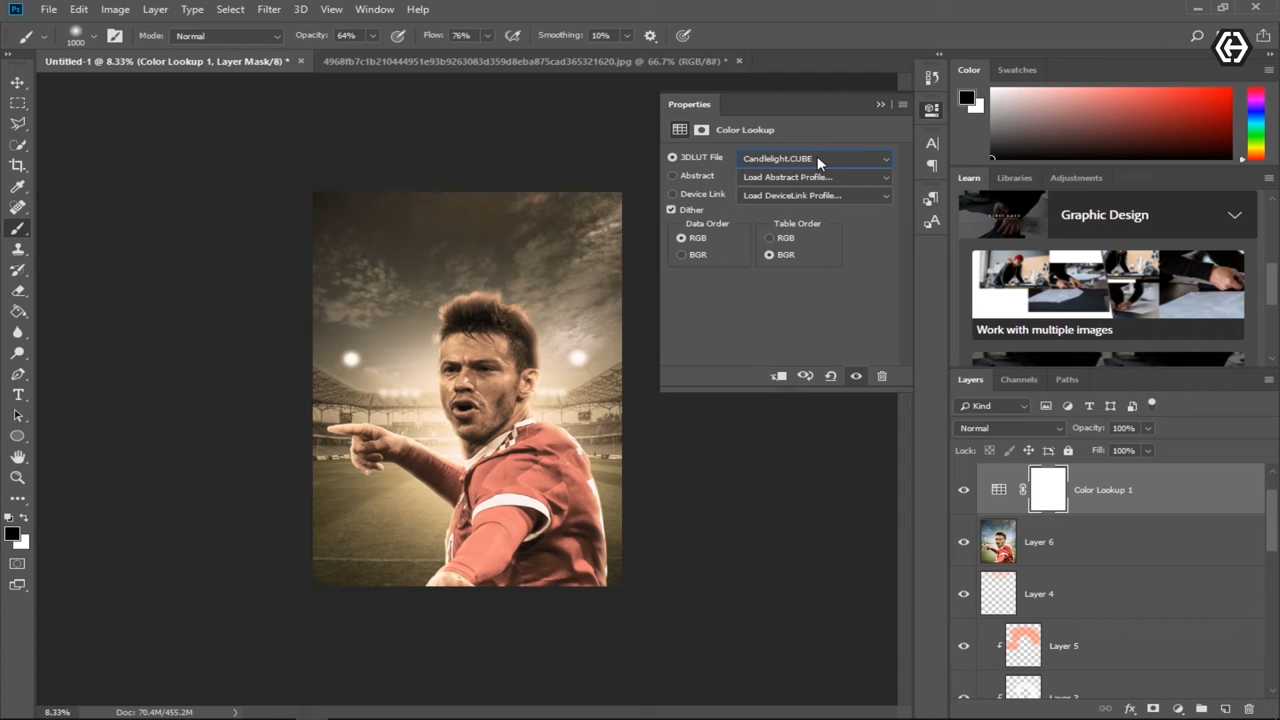 Ps File Edit Image Layer Type Select Filter 3D View Window Help
1000 Mode: Normal Opacity: 64% Flow: 76% Smoothing: 10%
Untitled-1 @ 8.33% (Color Lookup 1, Layer Mask/8) * × 4968fb7c1b210444951e93b9263083d359d8eba875cad365321620.jpg @ 66.7% (RGB/8#) * ×
Properties
Color Lookup
3DLUT File Candlelight.CUBE
Abstract Load Abstract Profile...
Device Link Load DeviceLink Profile...
Dither
Data Order Table Order
RGB RGB
BGR BGR
Color Swatches
Learn Libraries Adjustments
Graphic Design
Work with multiple images
Layers Channels Paths
Kind
Normal Opacity: 100%
Lock: Fill: 100%
Color Lookup 1
Layer 6
Layer 4
Layer 5
8.33% Doc: 70.4M/455.2M